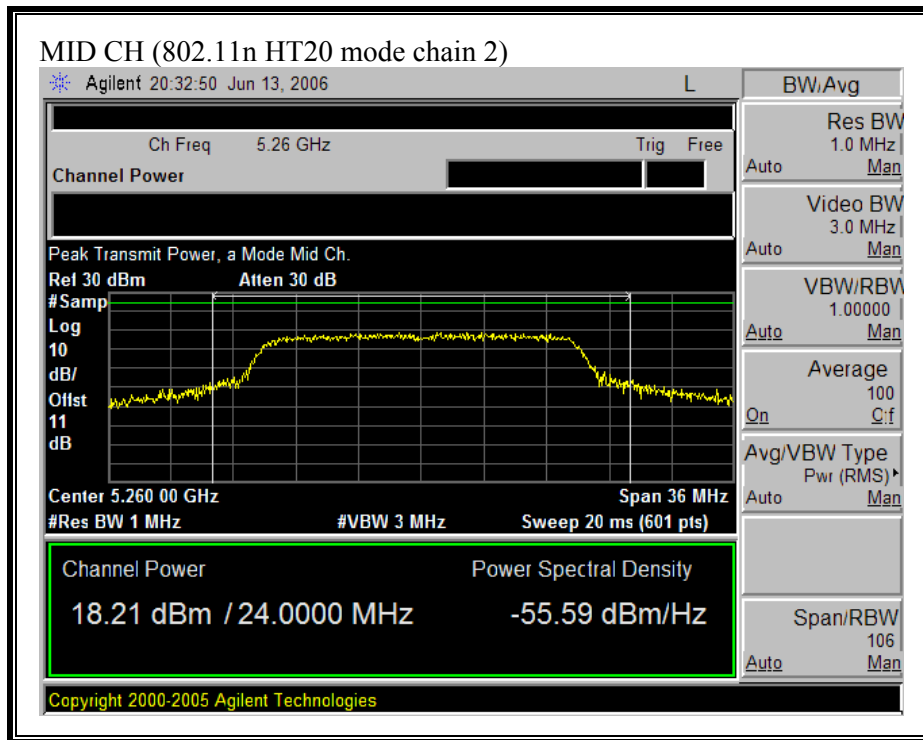 MID CH (802.11n HT20 mode chain 2)
Agilent 20:32:50 Jun 13, 2006 L
BW/Avg
Ch Freq 5.26 GHz Trig Free
Channel Power
Res BW
1.0 MHz
Auto Man
Video BW
3.0 MHz
Auto Man
Peak Transmit Power, a Mode Mid Ch.
Ref 30 dBm Atten 30 dB
#Samp
Log
10
dB/
Offst
11
dB
VBW/RBW
1.00000
Auto Man
Average
100
On Off
Avg/VBW Type
Pwr (RMS)
Auto Man
Center 5.260 00 GHz Span 36 MHz
#Res BW 1 MHz #VBW 3 MHz Sweep 20 ms (601 pts)
Channel Power Power Spectral Density
18.21 dBm / 24.0000 MHz -55.59 dBm/Hz
Span/RBW
106
Auto Man
Copyright 2000-2005 Agilent Technologies